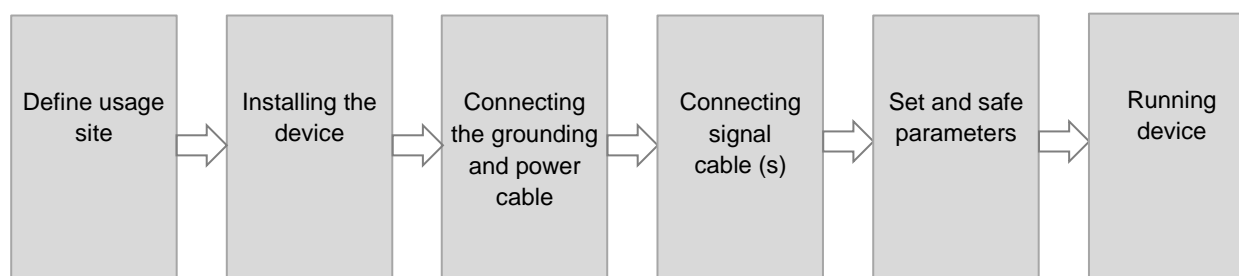 Define usage
site
Installing the
device
Connecting
the grounding
and power
cable
Connecting
signal
cable (s)
Set and safe
parameters
Running
device